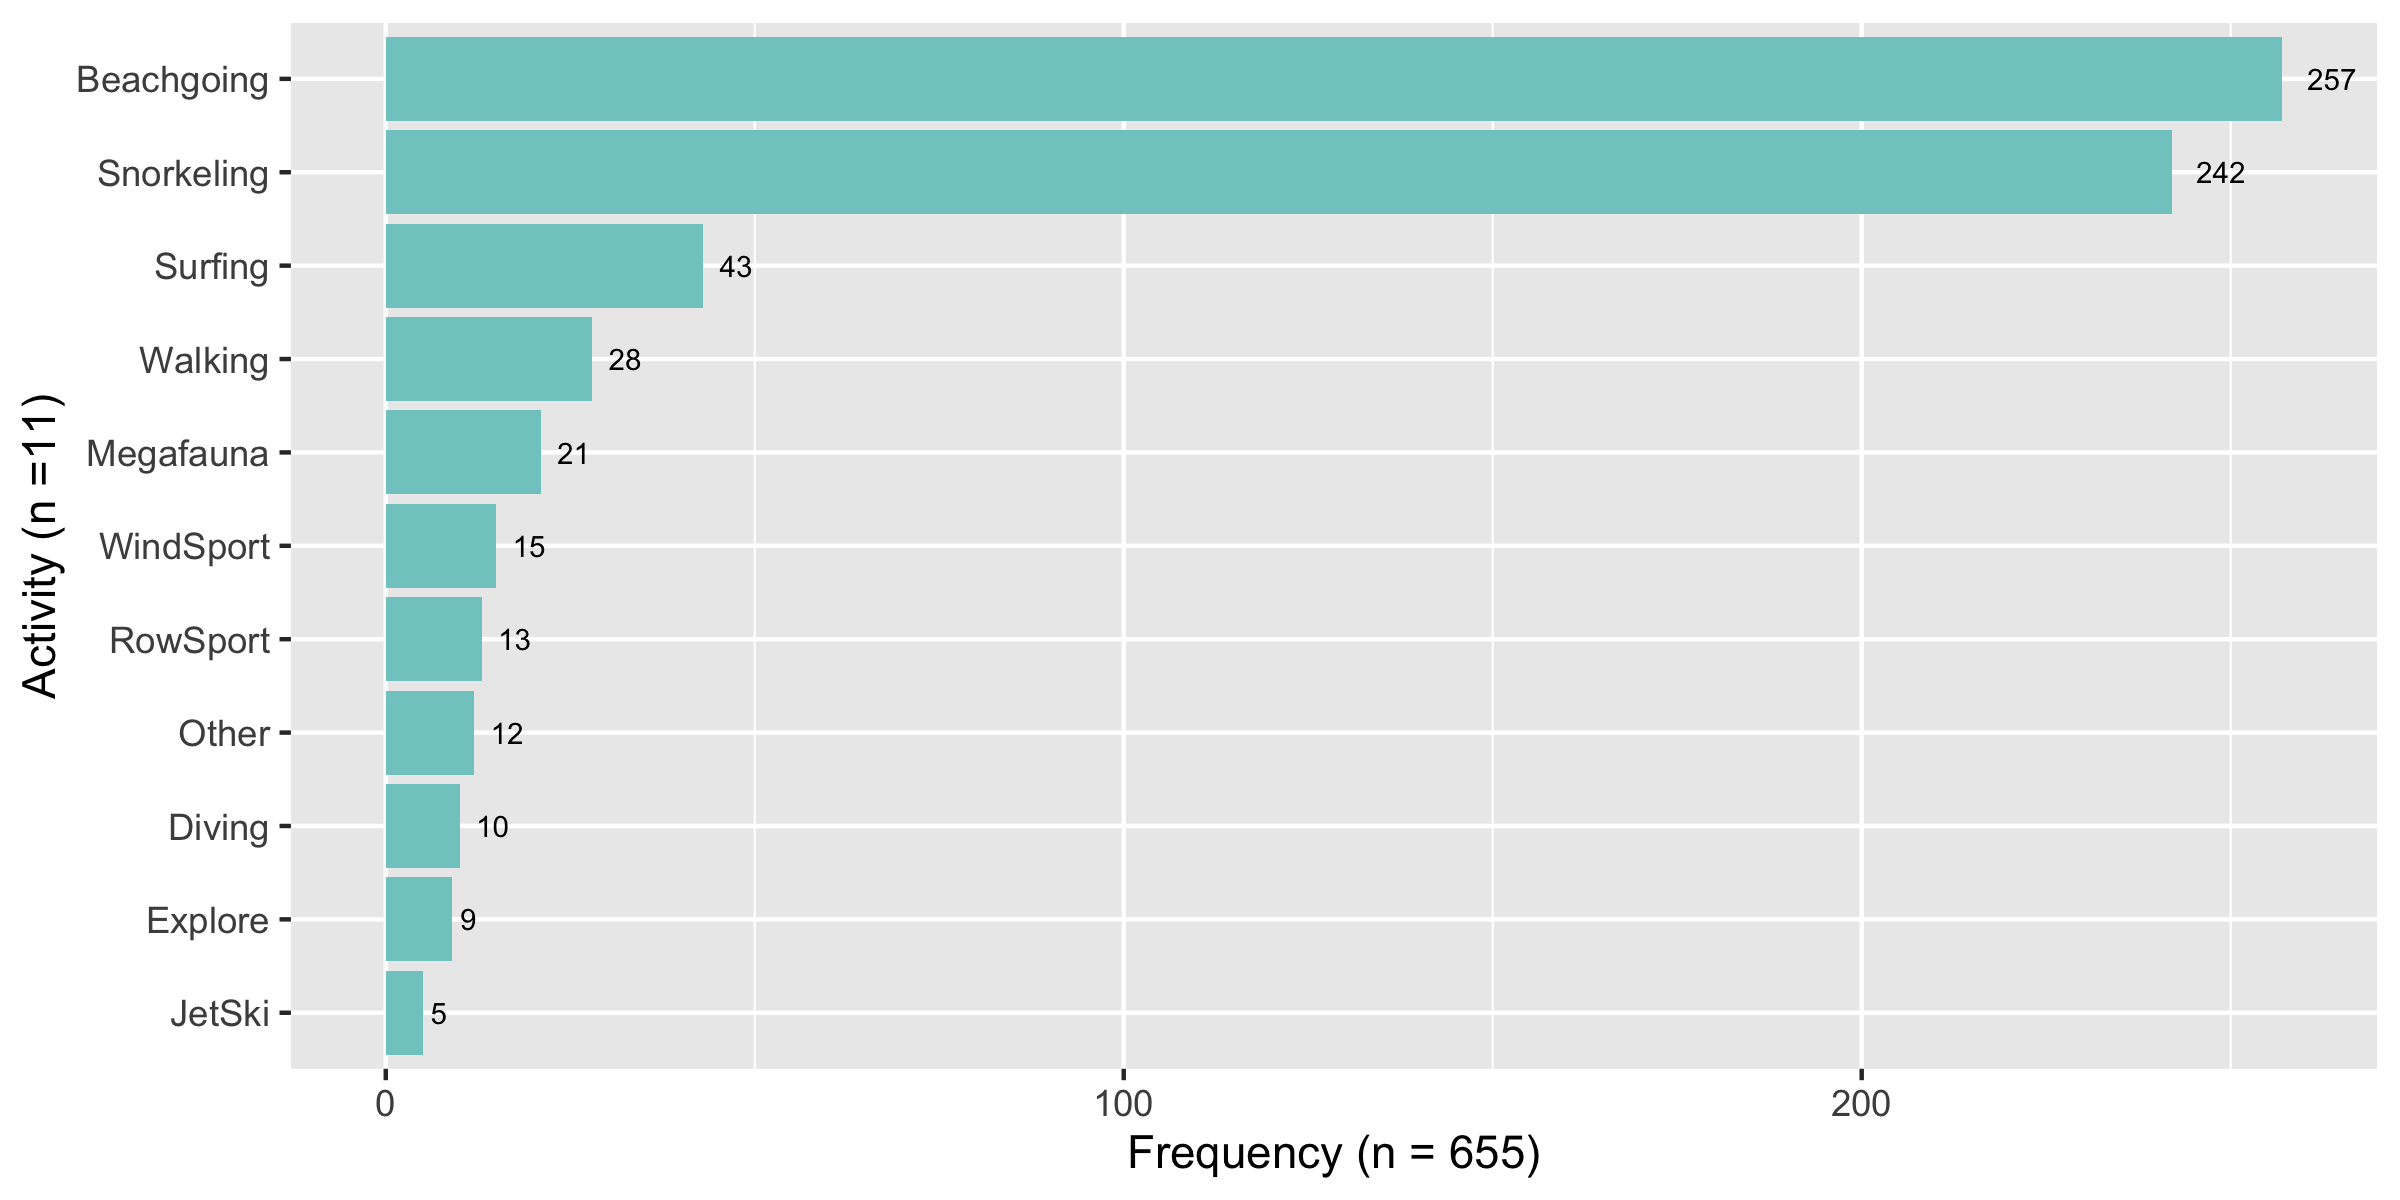 Beachgoing 257
Snorkeling 242
Surfing 43
Walking 28
Megafauna 21
WindSport 15
RowSport 13
Other 12
Diving 10
Explore 9
JetSki 5
Activity (n =11)
0 100 200
Frequency (n = 655)